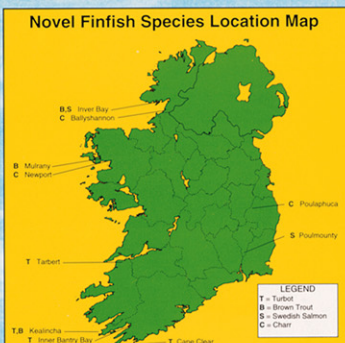 Novel Finfish Species Location Map
B,S Inver Bay
C Ballyshannon
B Mulrany
C Newport
C Poulaphuca
S Poulmounty
T Tarbert
LEGEND
T = Turbot
B = Brown Trout
S = Swedish Salmon
C = Charr
T,B Kealincha
T Inner Bantry Bay
T Cape Clear